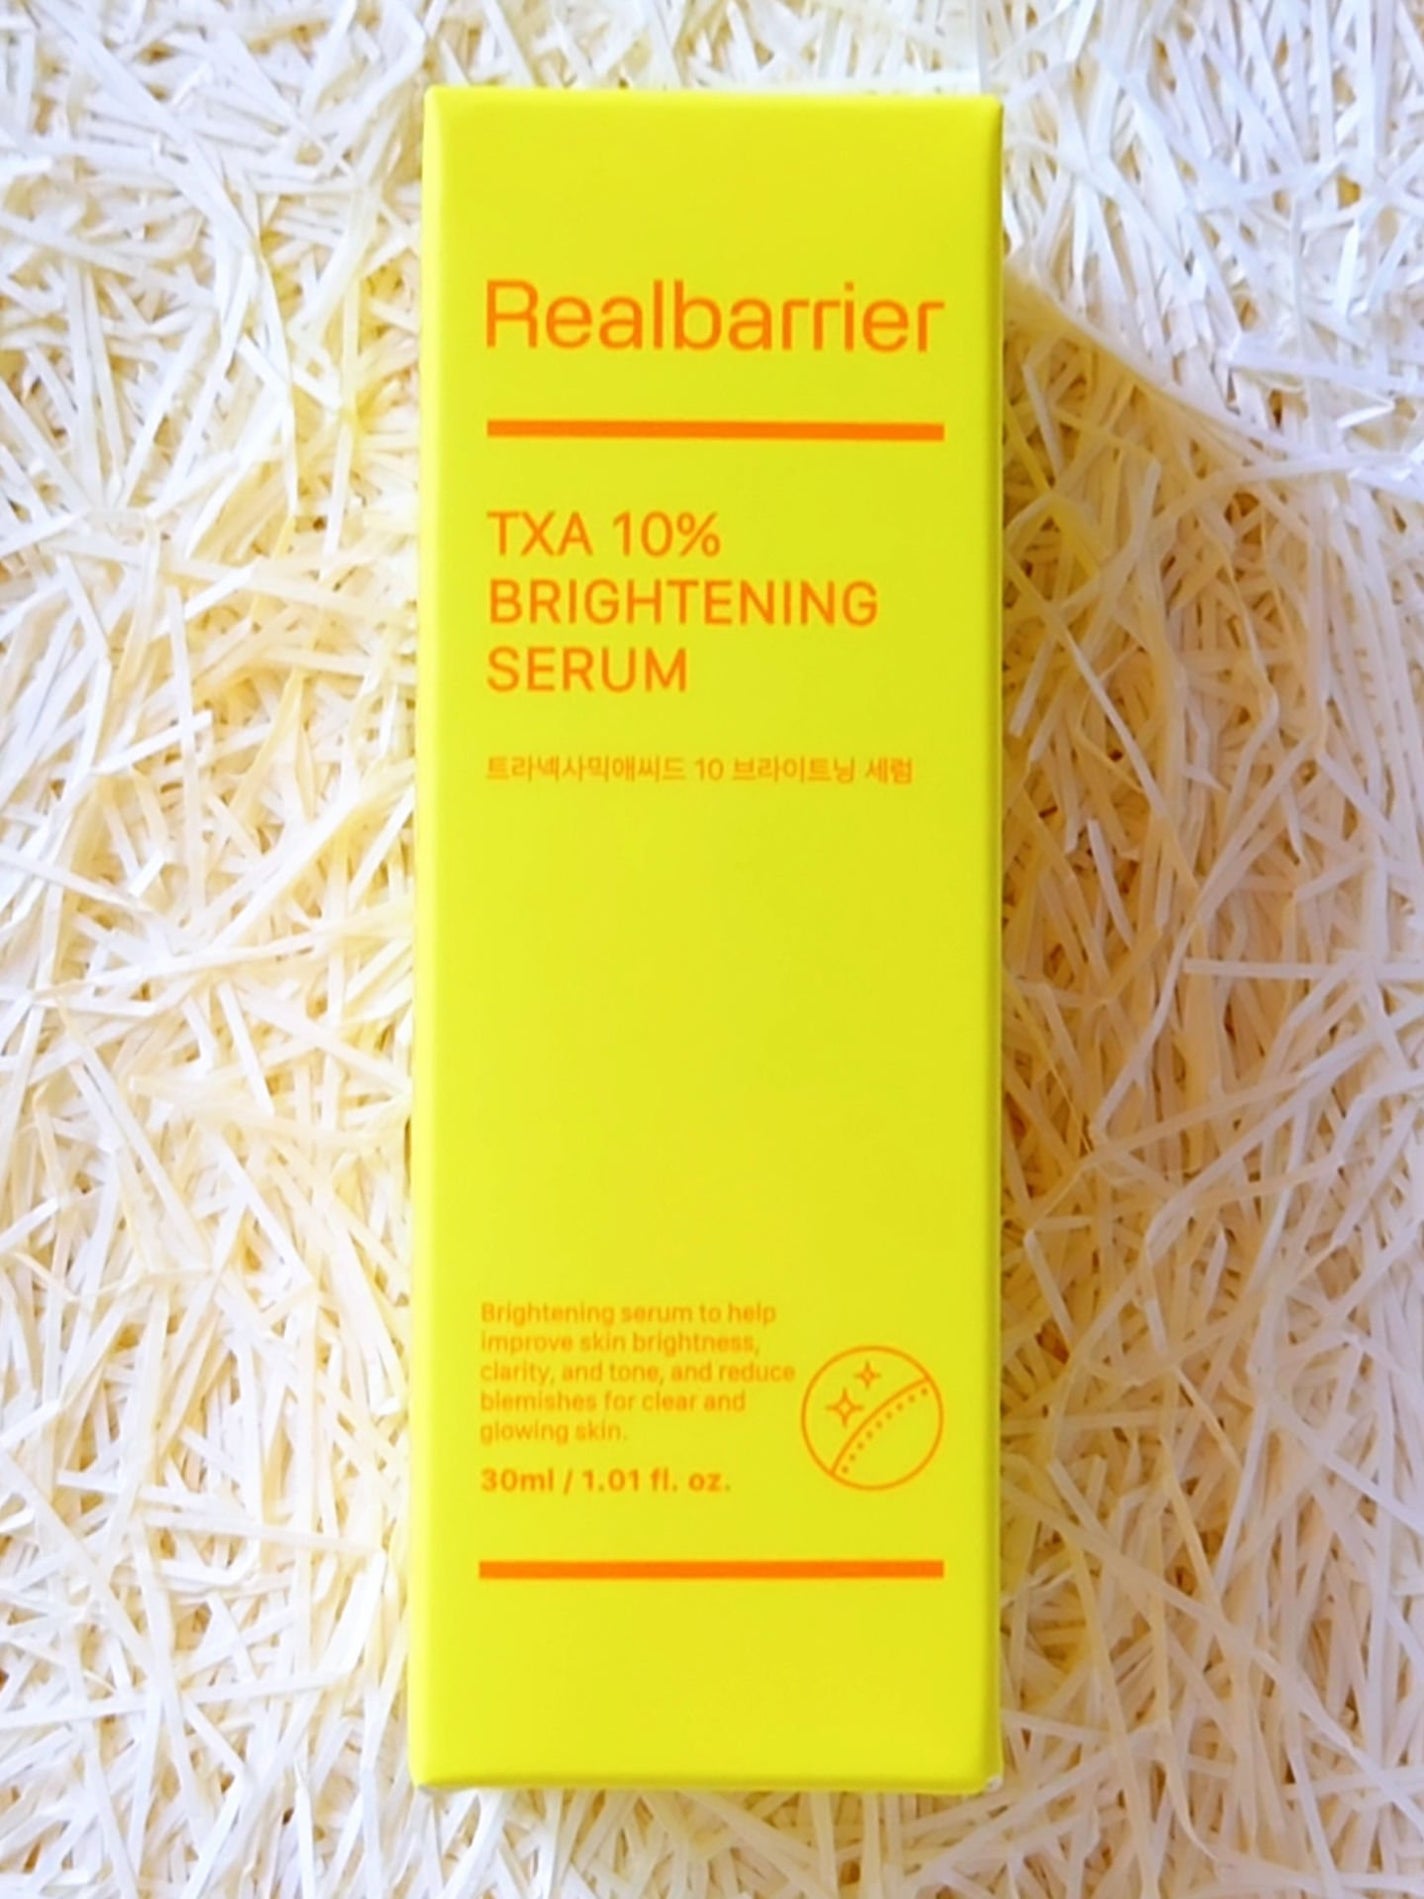 Realbarrier
TXA 10%
BRIGHTENING
SERUM
트라넥사믹애씨드 10 브라이트닝 세럼
Brightening serum to help
improve skin brightness,
clarity, and tone, and reduce
blemishes for clear and
glowing skin.
30ml / 1.01 fl. oz.